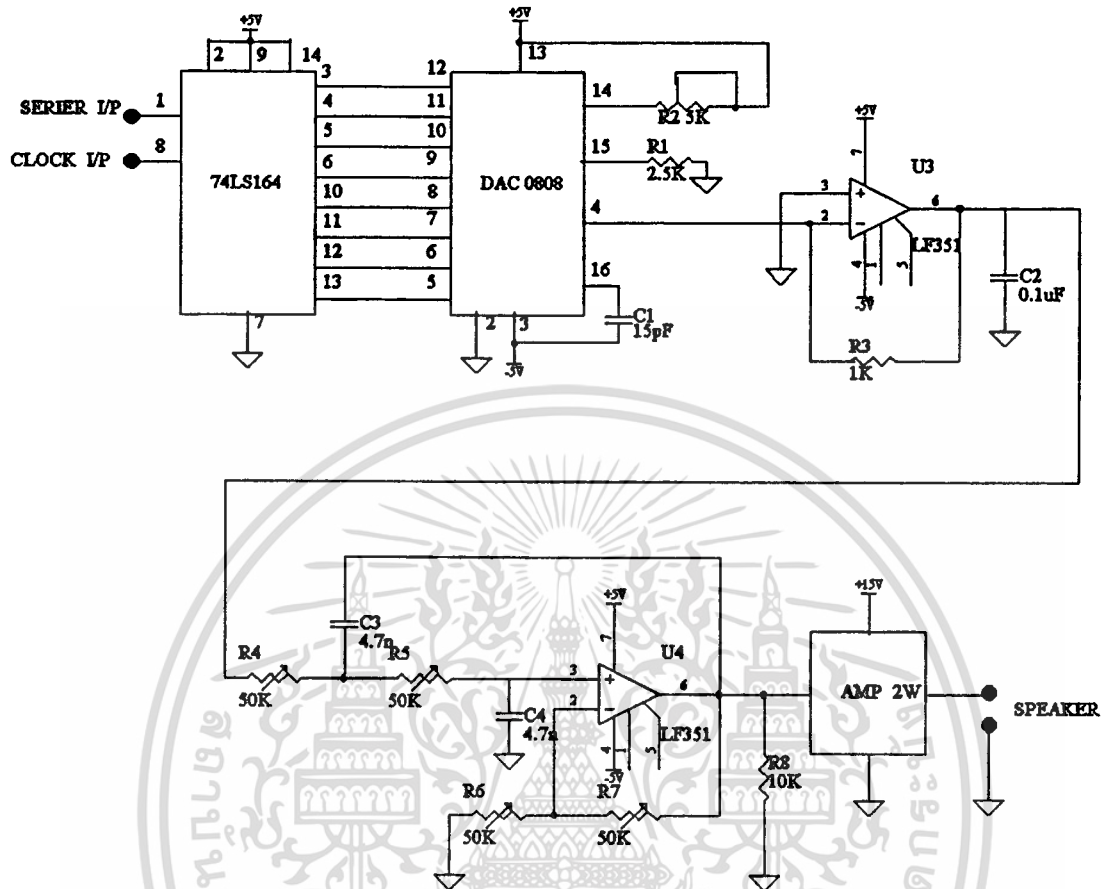 +5V
+5V
2 9 14
13
3 12
14
SERIER I/P 1
4 11
R2 5K
5 10
CLOCK I/P 8
6 9
15 R1
2.5K
74LS164
DAC 0808
10 8
11 7
4
12 6
13 5
16
C1
15pF
7
2 3
-5V
+5V
7
U3
3
2
6
LF351
4 1 5
-5V
C2
0.1uF
R3
1K
C3
4.7n
R4
50K
R5
50K
C4
4.7n
+5V
7
U4
3
2
6
LF351
4 1 5
-5V
R6
50K
R7
50K
R8
10K
+15V
AMP 2W
SPEAKER